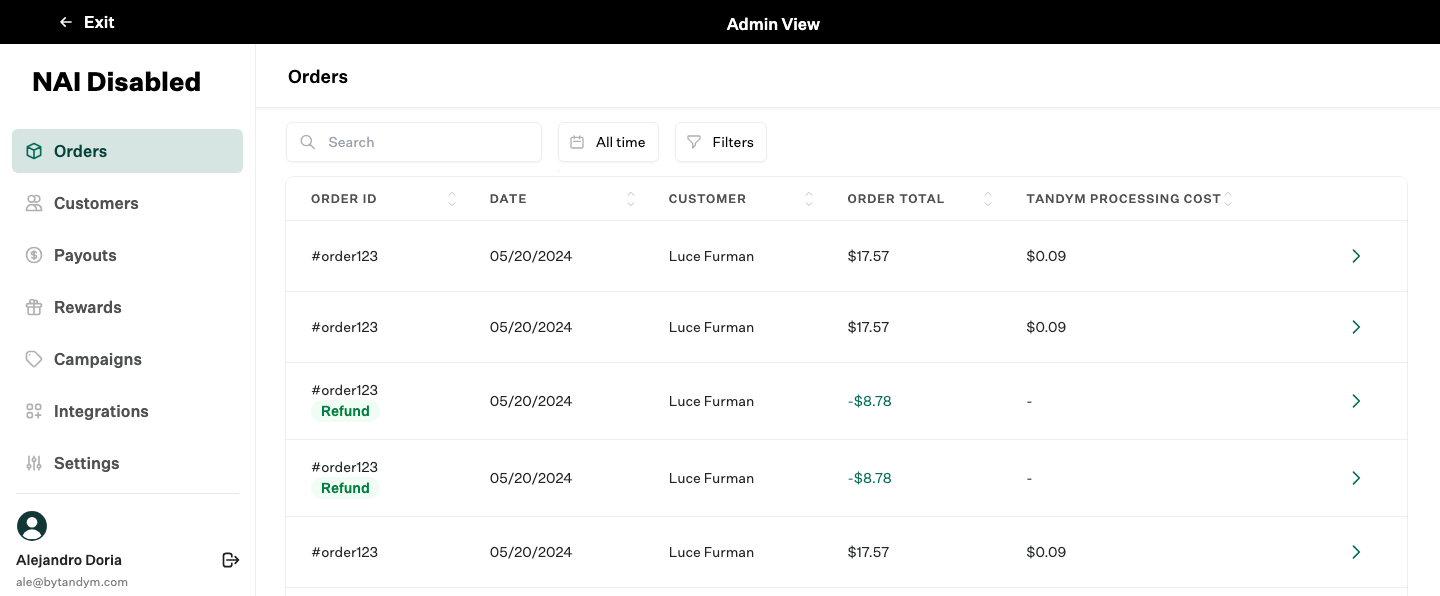 Exit
Admin View
NAI Disabled
Orders
Customers
Payouts
Rewards
Campaigns
Integrations
Settings
Alejandro Doria
ale@bytandym.com
Orders
Search
All time
Filters
ORDER ID DATE CUSTOMER ORDER TOTAL TANDYM PROCESSING COST
#order123 05/20/2024 Luce Furman $17.57 $0.09
#order123 05/20/2024 Luce Furman $17.57 $0.09
#order123
Refund
05/20/2024 Luce Furman -$8.78 -
#order123
Refund
05/20/2024 Luce Furman -$8.78 -
#order123 05/20/2024 Luce Furman $17.57 $0.09